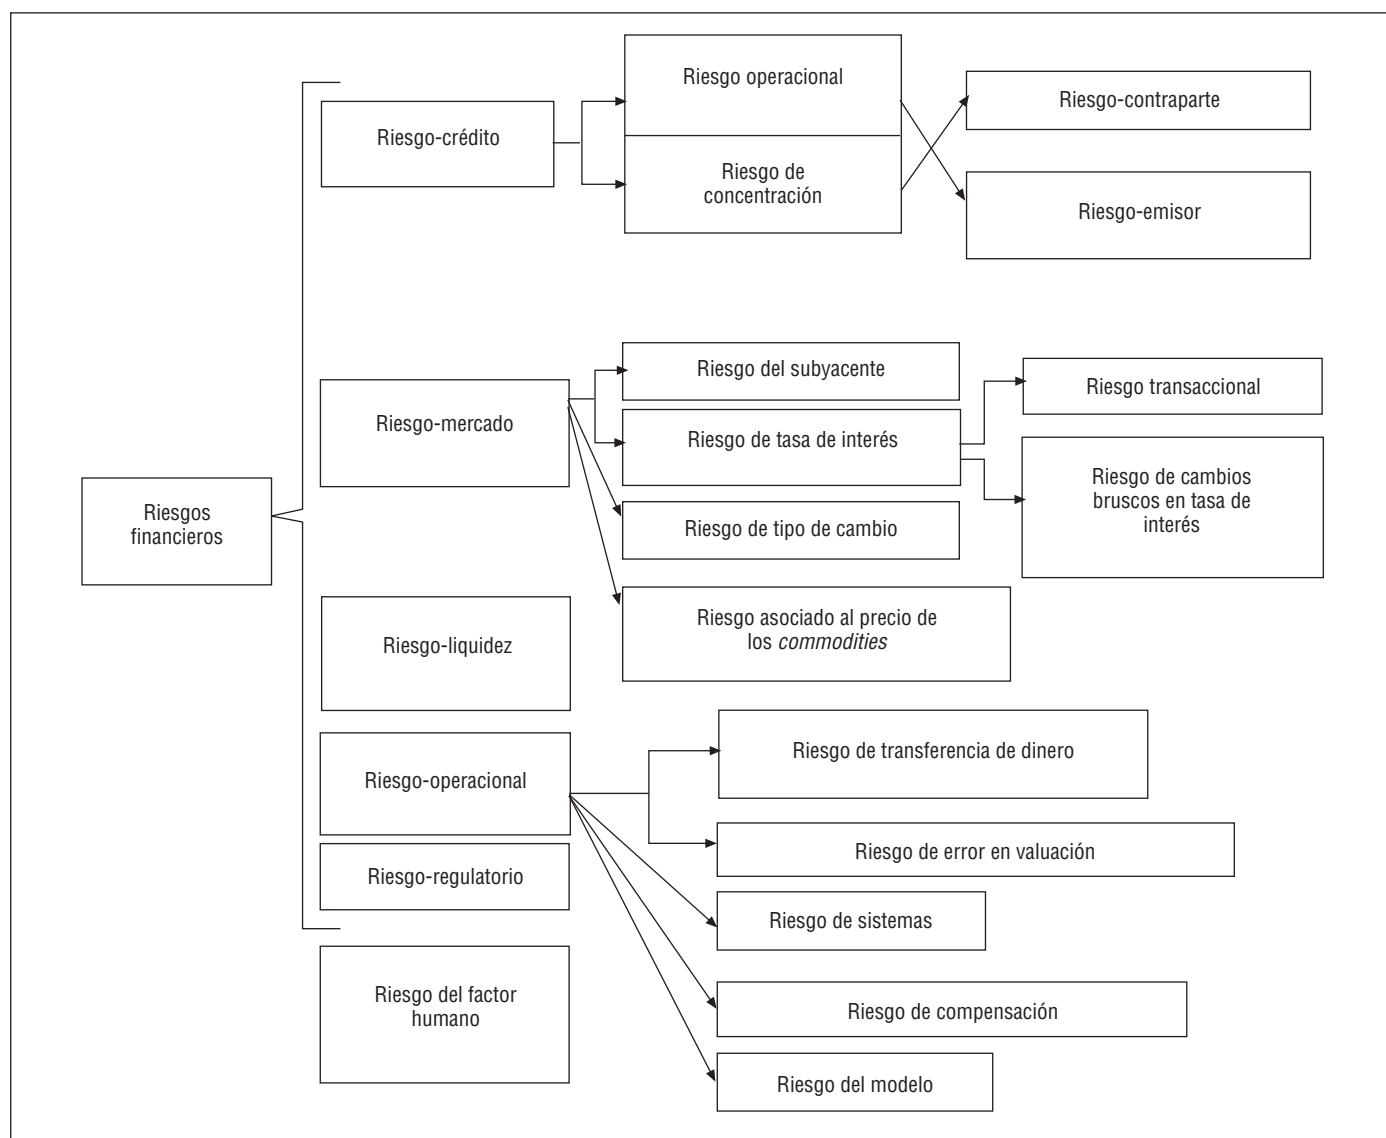 Riesgos
financieros
Riesgo-crédito
Riesgo operacional
Riesgo de
concentración
Riesgo-contraparte
Riesgo-emisor
Riesgo-mercado
Riesgo del subyacente
Riesgo de tasa de interés
Riesgo transaccional
Riesgo de cambios
bruscos en tasa de
interés
Riesgo de tipo de cambio
Riesgo asociado al precio de
los commodities
Riesgo-liquidez
Riesgo-operacional
Riesgo de transferencia de dinero
Riesgo de error en valuación
Riesgo de sistemas
Riesgo de compensación
Riesgo del modelo
Riesgo-regulatorio
Riesgo del factor
humano